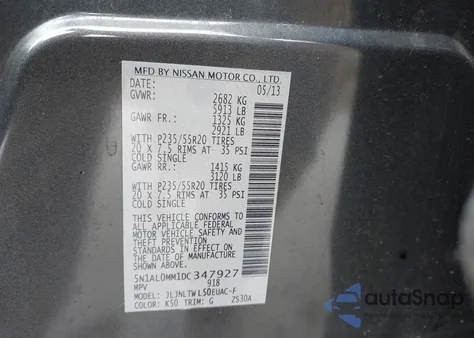 MFD BY NISSAN MOTOR CO., LTD.
DATE: 05/13
GVWR: 2682 KG
5913 LB
GAWR FR.: 1325 KG
2921 LB
WITH P235/55R20 TIRES
20 x 7.5 RIMS AT 35 PSI
COLD SINGLE
GAWR RR.: 1415 KG
3120 LB
WITH P235/55R20 TIRES
20 x 7.5 RIMS AT 35 PSI
COLD SINGLE
THIS VEHICLE CONFORMS TO
ALL APPLICABLE FEDERAL
MOTOR VEHICLE SAFETY AND
THEFT PREVENTION
STANDARDS IN EFFECT ON
THE DATE OF MANUFACTURE
SHOWN ABOVE.
5N1AL0MM1DC347927
MPV 918
JLJNLTWL50EUAC-F
COLOR: K50 TRIM: G ZS30A
autoSnap